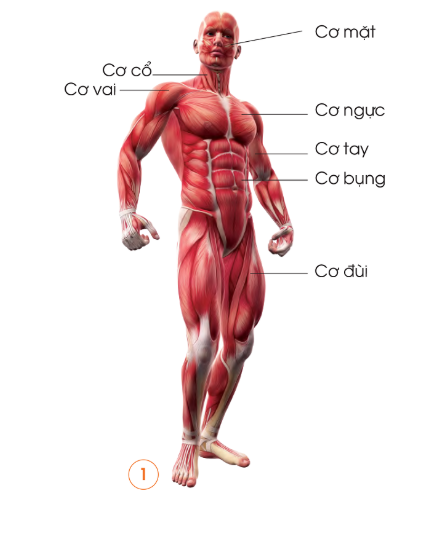 Cơ mặt
Cơ cổ
Cơ vai
Cơ ngực
Cơ tay
Cơ bụng
Cơ đùi
1